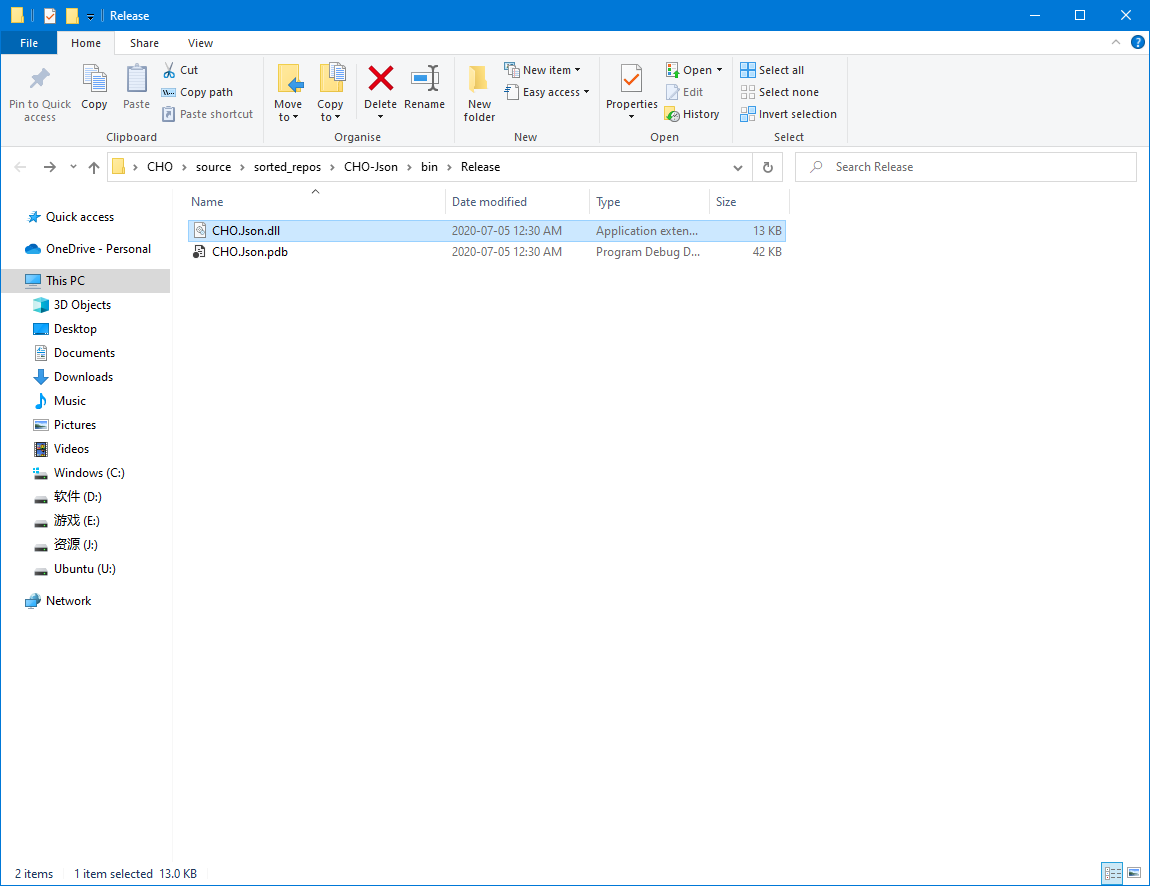 Release
File Home Share View
Pin to Quick access
Copy
Paste
Cut
Copy path
Paste shortcut
Clipboard
Move to
Copy to
Delete
Rename
Organise
New folder
New item
Easy access
New
Properties
Open
Edit
History
Open
Select all
Select none
Invert selection
Select
CHO > source > sorted_repos > CHO-Json > bin > Release
Search Release
Name Date modified Type Size
CHO.Json.dll 2020-07-05 12:30 AM Application exten... 13 KB
CHO.Json.pdb 2020-07-05 12:30 AM Program Debug D... 42 KB
Quick access
OneDrive - Personal
This PC
3D Objects
Desktop
Documents
Downloads
Music
Pictures
Videos
Windows (C:)
软件 (D:)
游戏 (E:)
资源 (J:)
Ubuntu (U:)
Network
2 items 1 item selected 13.0 KB